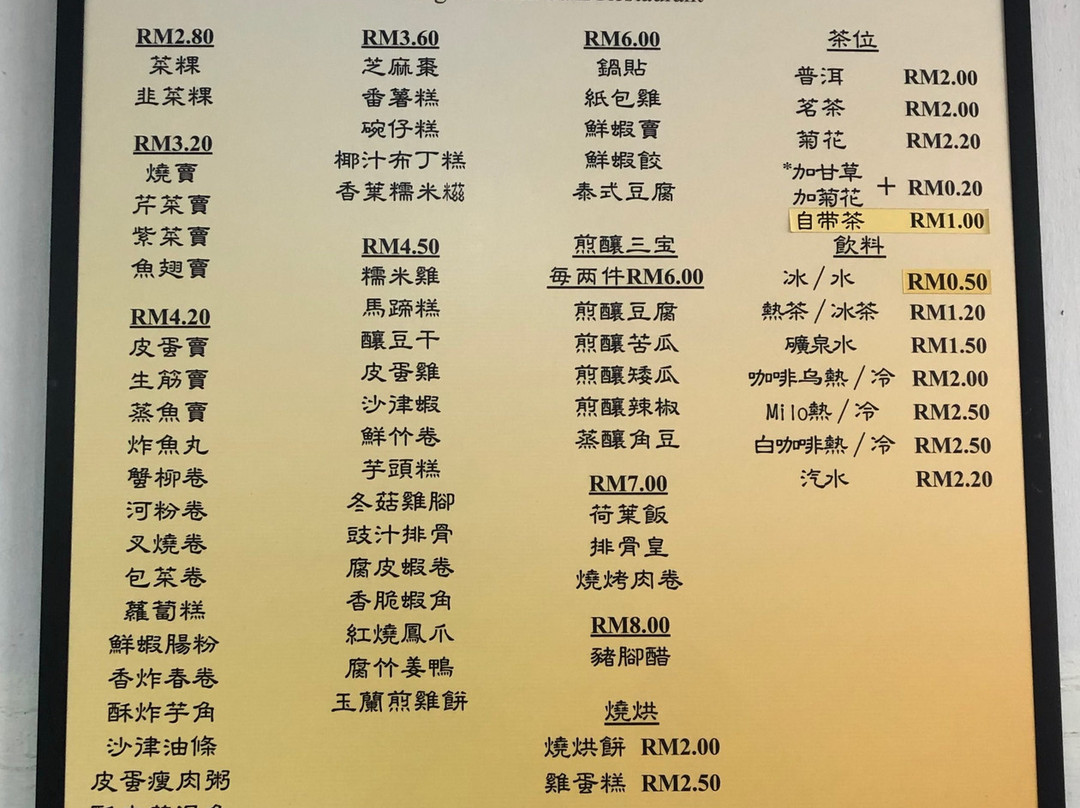 Restaurant
RM2.80
菜粿
韭菜粿
RM3.20
燒賣
芹菜賣
紫菜賣
魚翅賣
RM4.20
皮蛋賣
生筋賣
蒸魚賣
炸魚丸
蟹柳卷
河粉卷
叉燒卷
包菜卷
蘿蔔糕
鮮蝦腸粉
香炸春卷
酥炸芋角
沙律油條
皮蛋瘦肉粥
RM3.60
芝麻棗
番薯糕
碗仔糕
椰汁布丁糕
香葉糯米糍
RM4.50
糯米雞
馬蹄糕
釀豆干
皮蛋雞
沙律蝦
鮮竹卷
芋頭糕
冬菇雞腳
豉汁排骨
腐皮蝦卷
香脆蝦角
紅燒鳳爪
腐竹姜鴨
玉蘭煎雞餅
RM6.00
鍋貼
紙包雞
鮮蝦賣
鮮蝦餃
泰式豆腐
煎釀三宝
每两件RM6.00
煎釀豆腐
煎釀苦瓜
煎釀矮瓜
煎釀辣椒
蒸釀角豆
RM7.00
荷葉飯
排骨皇
燒烤肉卷
RM8.00
豬腳醋
燒烘
燒烘餅 RM2.00
雞蛋糕 RM2.50
茶位
普洱 RM2.00
茗茶 RM2.00
菊花 RM2.20
*加甘草
加菊花 + RM0.20
自带茶 RM1.00
飲料
冰/水 RM0.50
熱茶/冰茶 RM1.20
礦泉水 RM1.50
咖啡乌熱/冷 RM2.00
Milo熱/冷 RM2.50
白咖啡熱/冷 RM2.50
汽水 RM2.20